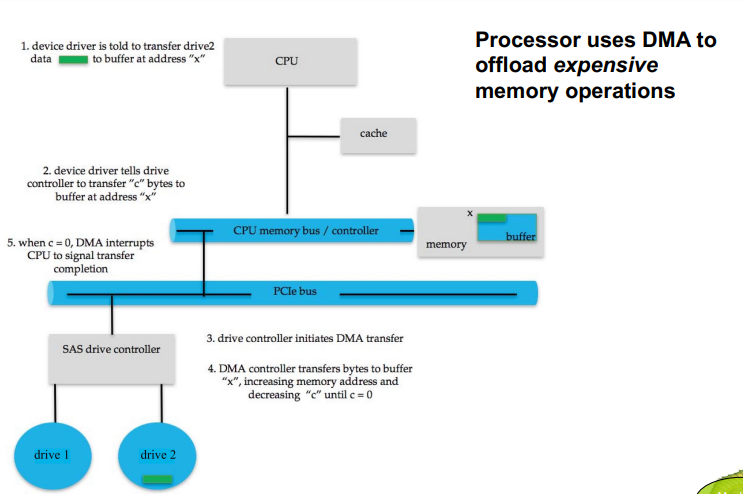 Processor uses DMA to
offload expensive
memory operations
1. device driver is told to transfer drive2
data to buffer at address "x"
CPU
cache
2. device driver tells drive
controller to transfer "c" bytes to
buffer at address "x"
CPU memory bus / controller
x
buffer
memory
5. when c = 0, DMA interrupts
CPU to signal transfer
completion
PCIe bus
3. drive controller initiates DMA transfer
SAS drive controller
4. DMA controller transfers bytes to buffer
"x", increasing memory address and
decreasing "c" until c = 0
drive 1
drive 2